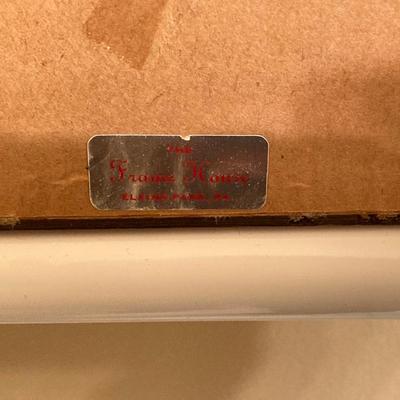 THE
Frame House
ELKINS PARK, PA.